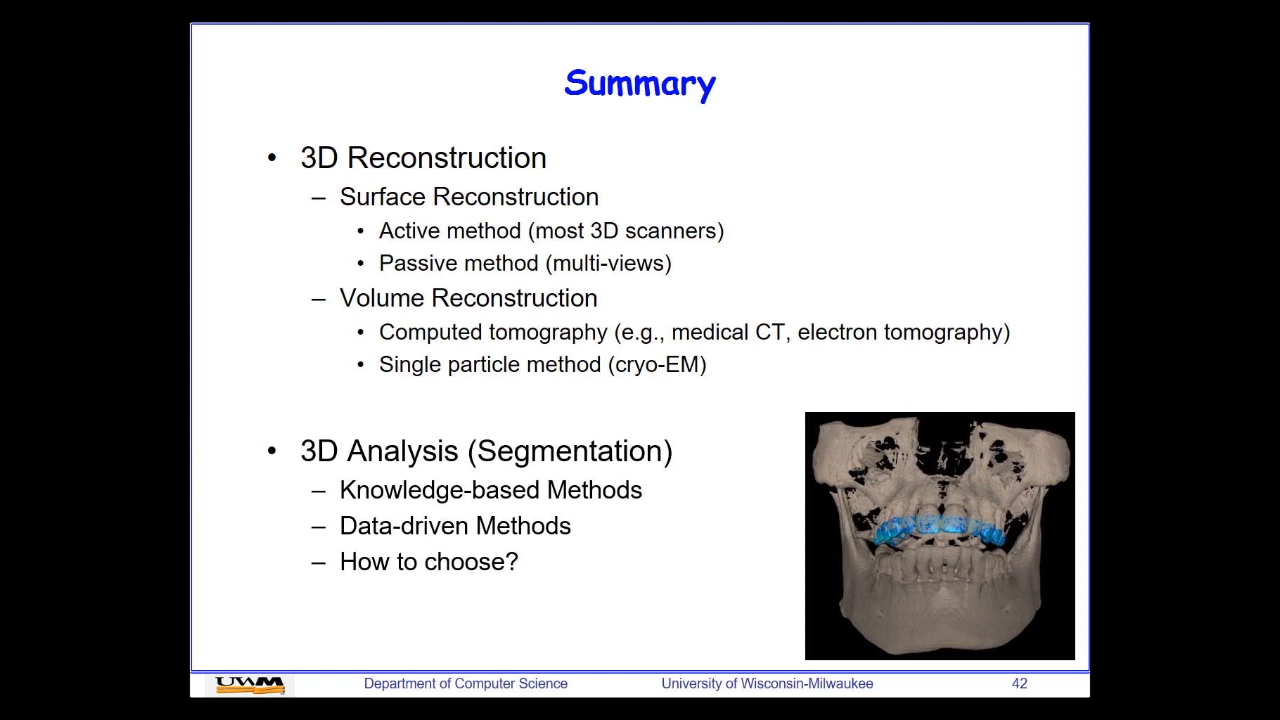 Summary
• 3D Reconstruction
– Surface Reconstruction
• Active method (most 3D scanners)
• Passive method (multi-views)
– Volume Reconstruction
• Computed tomography (e.g., medical CT, electron tomography)
• Single particle method (cryo-EM)
• 3D Analysis (Segmentation)
– Knowledge-based Methods
– Data-driven Methods
– How to choose?
UWM Department of Computer Science University of Wisconsin-Milwaukee 42